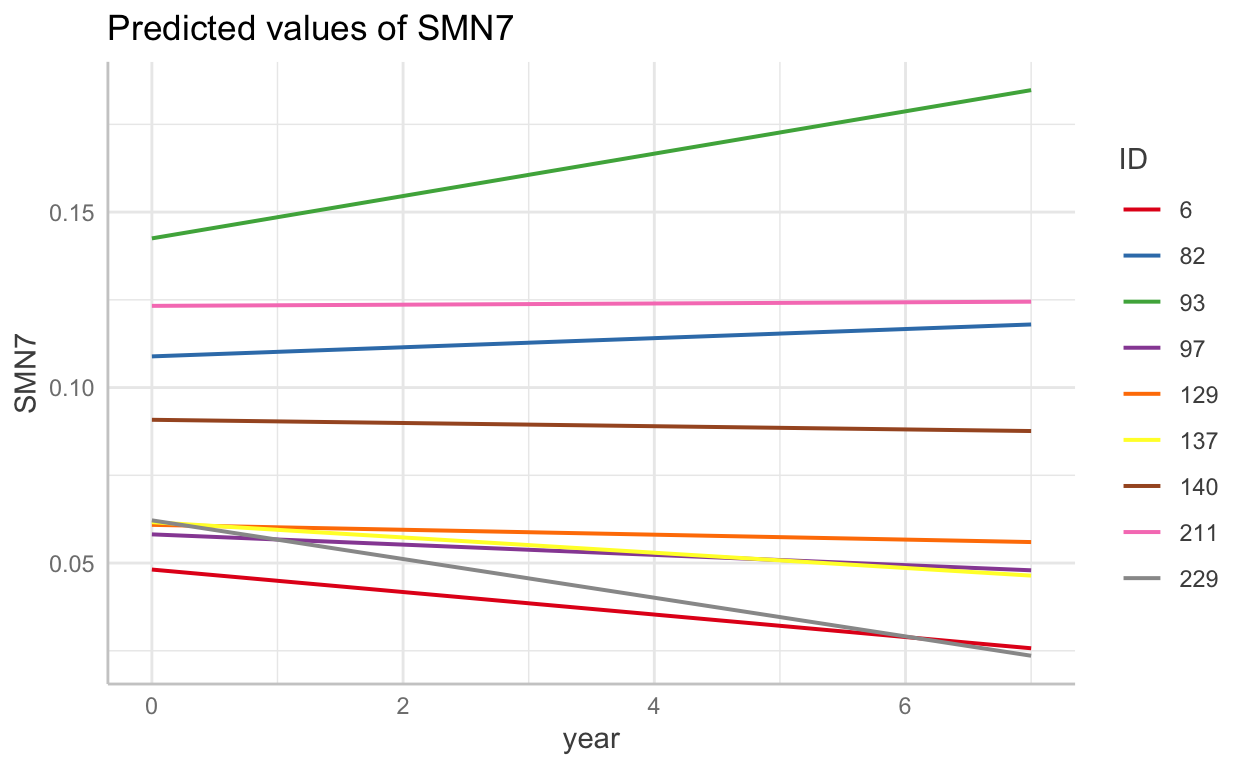 Predicted values of SMN7
SMN7
0.15
0.10
0.05
0 2 4 6
year
ID
6
82
93
97
129
137
140
211
229